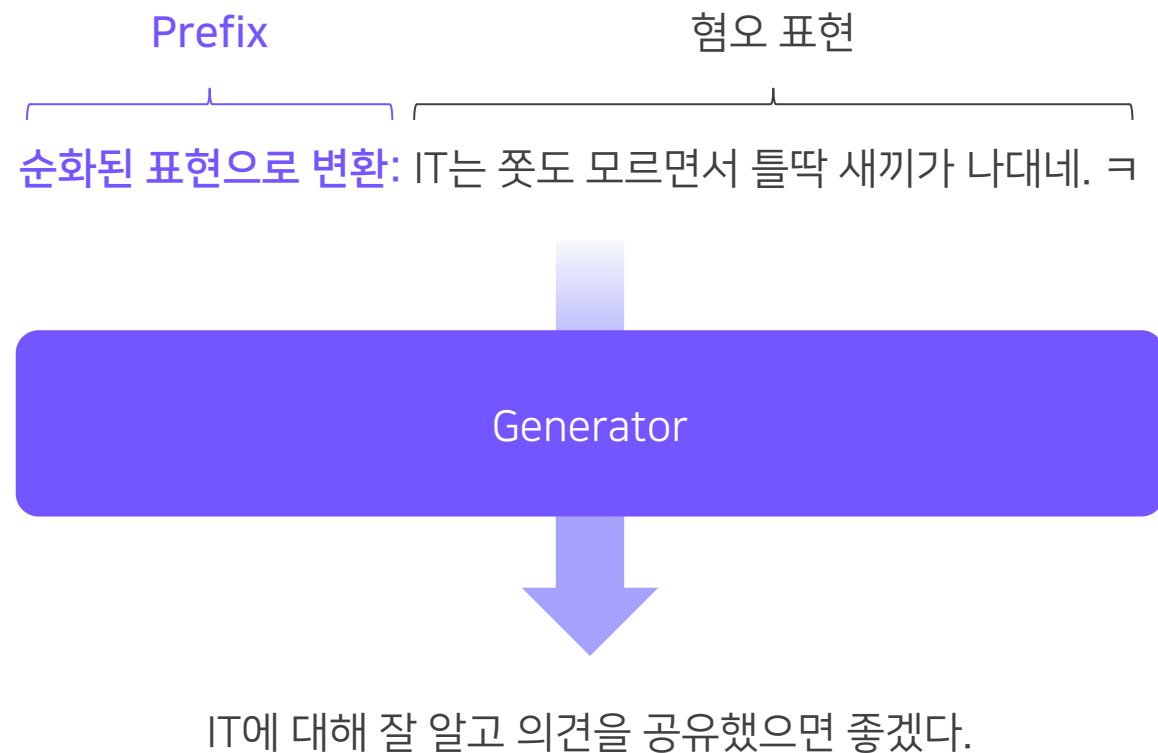 Prefix 혐오 표현
순화된 표현으로 변환: IT는 쫏도 모르면서 틀딱 새끼가 나대네. ㅋ
Generator
IT에 대해 잘 알고 의견을 공유했으면 좋겠다.